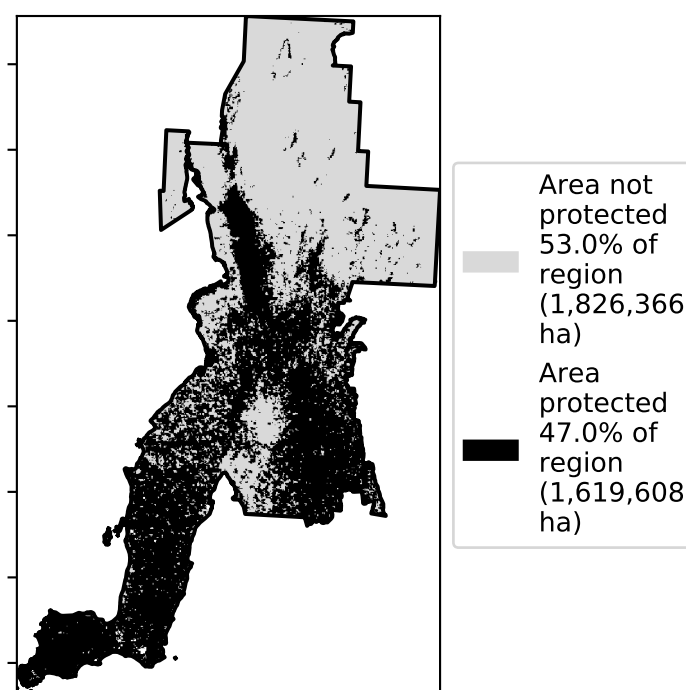 Area not
protected
53.0% of
region
(1,826,366
ha)
Area
protected
47.0% of
region
(1,619,608
ha)